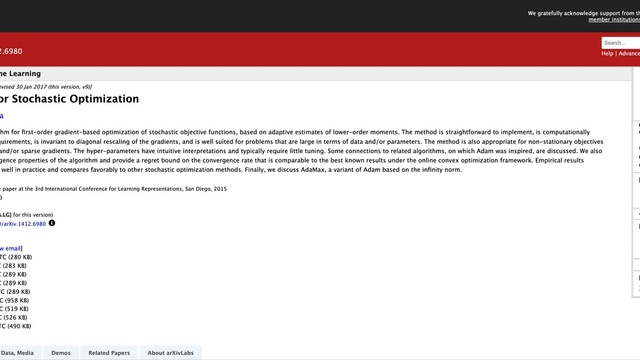 We gratefully acknowledge support from th
member institutions
2.6980
Search...
Help | Advance
ne Learning
evised 30 Jan 2017 (this version, v9)]
or Stochastic Optimization
a
thm for first-order gradient-based optimization of stochastic objective functions, based on adaptive estimates of lower-order moments. The method is straightforward to implement, is computationally
quirements, is invariant to diagonal rescaling of the gradients, and is well suited for problems that are large in terms of data and/or parameters. The method is also appropriate for non-stationary objectives
and/or sparse gradients. The hyper-parameters have intuitive interpretations and typically require little tuning. Some connections to related algorithms, on which Adam was inspired, are discussed. We also
gence properties of the algorithm and provide a regret bound on the convergence rate that is comparable to the best known results under the online convex optimization framework. Empirical results
well in practice and compares favorably to other stochastic optimization methods. Finally, we discuss AdaMax, a variant of Adam based on the infinity norm.
e paper at the 3rd International Conference for Learning Representations, San Diego, 2015
)
.LG] for this version)
/arXiv.1412.6980
w email]
TC (280 KB)
C (283 KB)
C (289 KB)
C (289 KB)
TC (289 KB)
C (958 KB)
C (519 KB)
C (526 KB)
TC (490 KB)
Data, Media
Demos
Related Papers
About arXivLabs